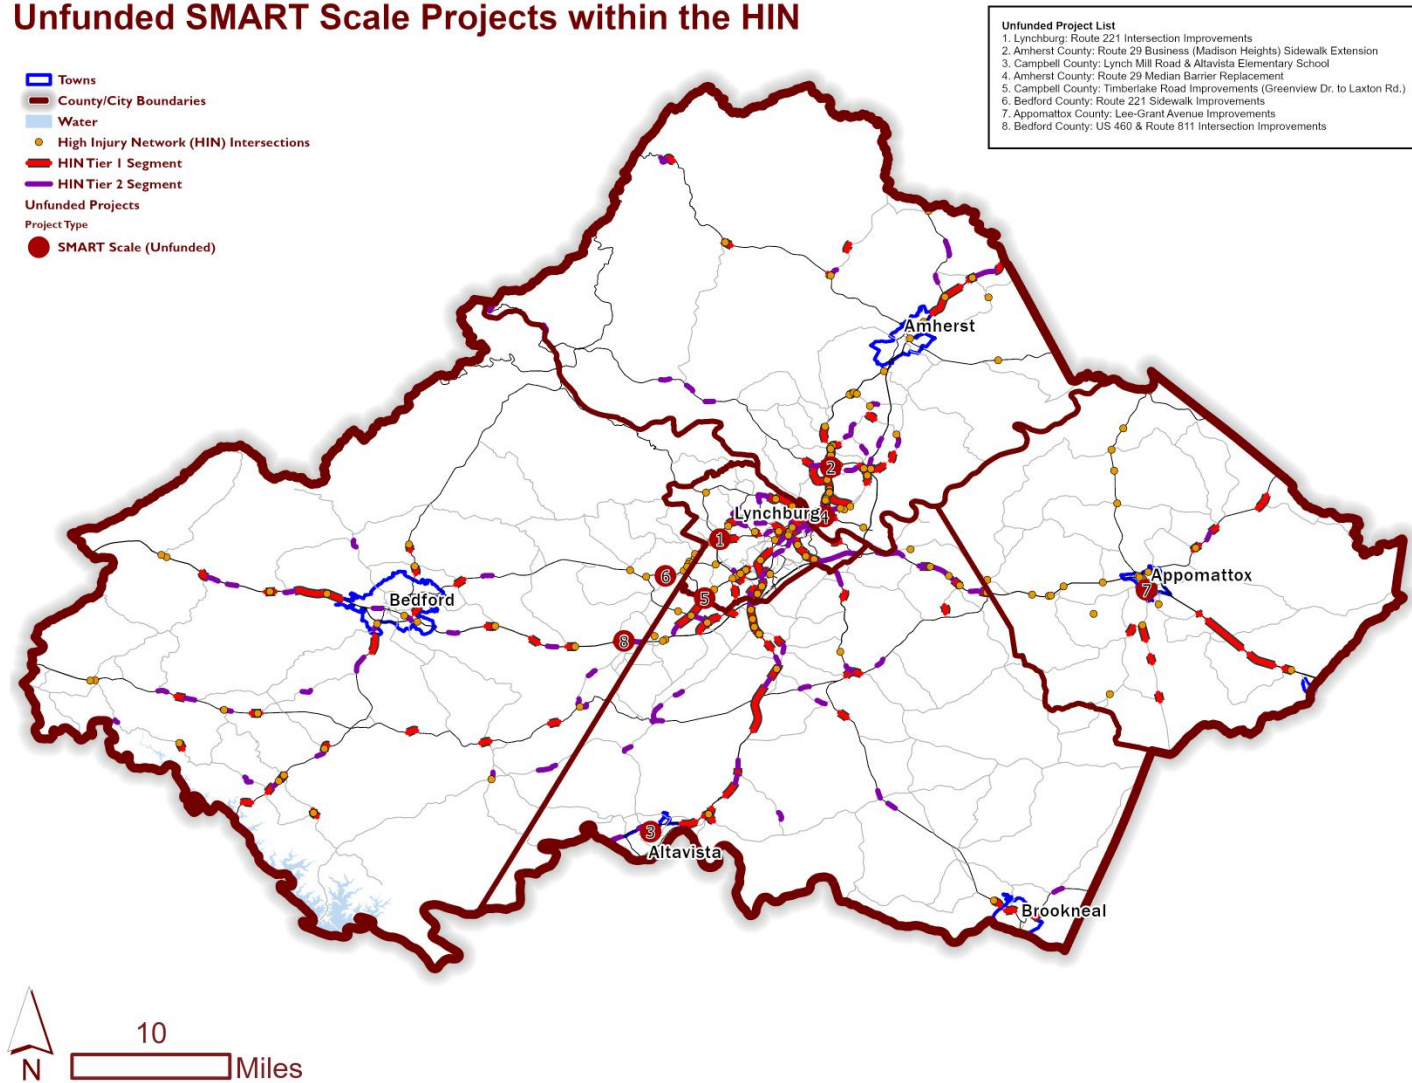 Unfunded SMART Scale Projects within the HIN
Unfunded Project List
1. Lynchburg: Route 221 Intersection Improvements
2. Amherst County: Route 29 Business (Madison Heights) Sidewalk Extension
3. Campbell County: Lynch Mill Road & Altavista Elementary School
4. Amherst County: Route 29 Median Barrier Replacement
5. Campbell County: Timberlake Road Improvements (Greenview Dr. to Laxton Rd.)
6. Bedford County: Route 221 Sidewalk Improvements
7. Appomattox County: Lee-Grant Avenue Improvements
8. Bedford County: US 460 & Route 811 Intersection Improvements
Towns
County/City Boundaries
Water
High Injury Network (HIN) Intersections
HIN Tier 1 Segment
HIN Tier 2 Segment
Unfunded Projects
Project Type
SMART Scale (Unfunded)
Amherst
2
Lynchburg
4
1
6
Appomattox
7
Bedford
5
8
3
Altavista
Brookneal
10
N
Miles